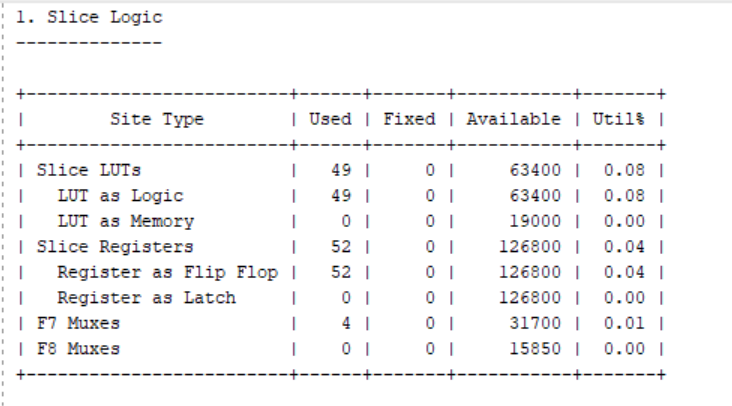 1. Slice Logic
--------------
+-------------------------+------+-------+-----------+-------+
|        Site Type        | Used | Fixed | Available | Util% |
+-------------------------+------+-------+-----------+-------+
| Slice LUTs              |   49 |     0 |     63400 |  0.08 |
|   LUT as Logic          |   49 |     0 |     63400 |  0.08 |
|   LUT as Memory         |    0 |     0 |     19000 |  0.00 |
| Slice Registers         |   52 |     0 |    126800 |  0.04 |
|   Register as Flip Flop |   52 |     0 |    126800 |  0.04 |
|   Register as Latch     |    0 |     0 |    126800 |  0.00 |
| F7 Muxes                |    4 |     0 |     31700 |  0.01 |
| F8 Muxes                |    0 |     0 |     15850 |  0.00 |
+-------------------------+------+-------+-----------+-------+